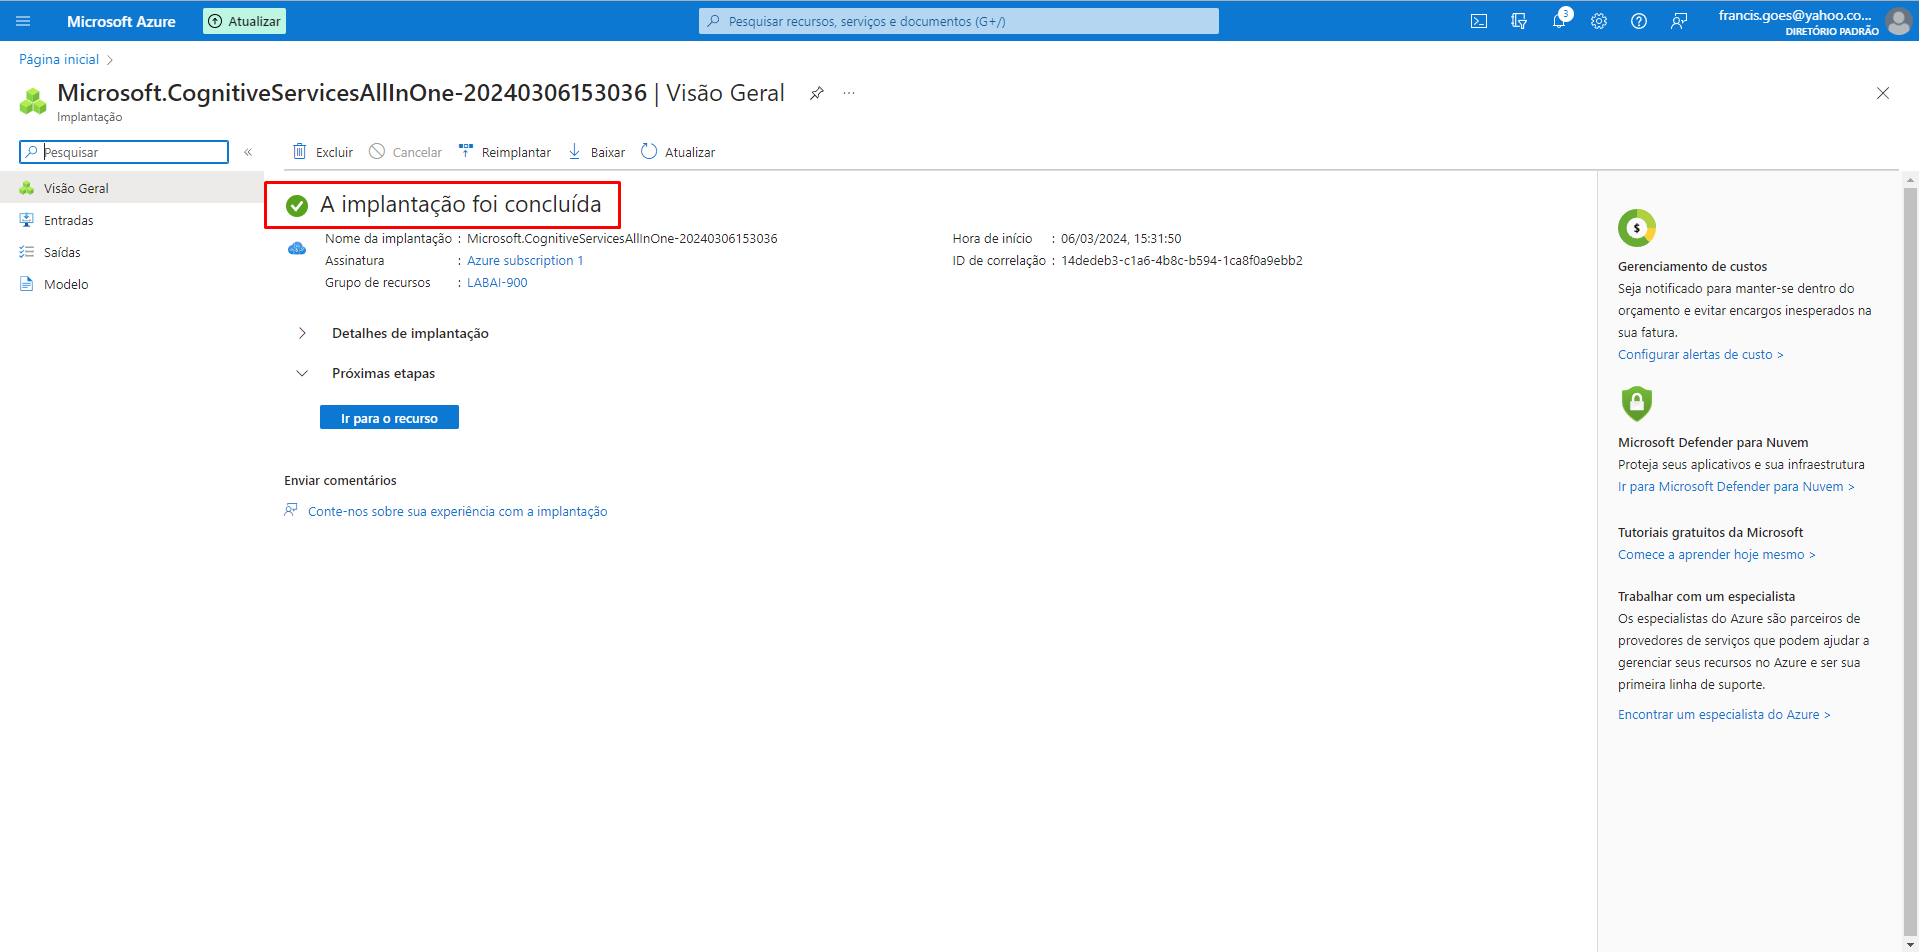 Microsoft Azure
Atualizar
Pesquisar recursos, serviços e documentos (G+/)
3
francis.goes@yahoo.co...
DIRETÓRIO PADRÃO
Página inicial
Microsoft.CognitiveServicesAllInOne-20240306153036 | Visão Geral
Implantação
Pesquisar
Excluir
Cancelar
Reimplantar
Baixar
Atualizar
Visão Geral
Entradas
Saídas
Modelo
A implantação foi concluída
Nome da implantação : Microsoft.CognitiveServicesAllInOne-20240306153036
Assinatura : Azure subscription 1
Grupo de recursos : LABAI-900
Hora de início : 06/03/2024, 15:31:50
ID de correlação : 14dedeb3-c1a6-4b8c-b594-1ca8f0a9ebb2
Detalhes de implantação
Próximas etapas
Ir para o recurso
Enviar comentários
Conte-nos sobre sua experiência com a implantação
$
Gerenciamento de custos
Seja notificado para manter-se dentro do
orçamento e evitar encargos inesperados na
sua fatura.
Configurar alertas de custo >
Microsoft Defender para Nuvem
Proteja seus aplicativos e sua infraestrutura
Ir para Microsoft Defender para Nuvem >
Tutoriais gratuitos da Microsoft
Comece a aprender hoje mesmo >
Trabalhar com um especialista
Os especialistas do Azure são parceiros de
provedores de serviços que podem ajudar a
gerenciar seus recursos no Azure e ser sua
primeira linha de suporte.
Encontrar um especialista do Azure >